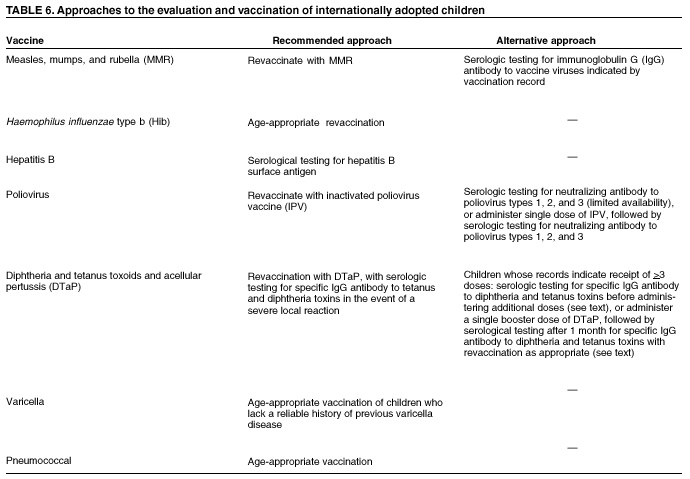 TABLE 6. Approaches to the evaluation and vaccination of internationally adopted children
Vaccine Recommended approach Alternative approach
Measles, mumps, and rubella (MMR) Revaccinate with MMR Serologic testing for immunoglobulin G (IgG)
antibody to vaccine viruses indicated by
vaccination record
Haemophilus influenzae type b (Hib) Age-appropriate revaccination —
Hepatitis B Serological testing for hepatitis B —
surface antigen
Poliovirus Revaccinate with inactivated poliovirus Serologic testing for neutralizing antibody to
vaccine (IPV) poliovirus types 1, 2, and 3 (limited availability),
or administer single dose of IPV, followed by
serologic testing for neutralizing antibody to
poliovirus types 1, 2, and 3
Diphtheria and tetanus toxoids and acellular Revaccination with DTaP, with serologic Children whose records indicate receipt of ≥3
pertussis (DTaP) testing for specific IgG antibody to tetanus doses: serologic testing for specific IgG antibody
and diphtheria toxins in the event of a to diphtheria and tetanus toxins before adminis-
severe local reaction tering additional doses (see text), or administer
a single booster dose of DTaP, followed by
serological testing after 1 month for specific IgG
antibody to diphtheria and tetanus toxins with
revaccination as appropriate (see text)
Varicella Age-appropriate vaccination of children who —
lack a reliable history of previous varicella
disease
Pneumococcal Age-appropriate vaccination —